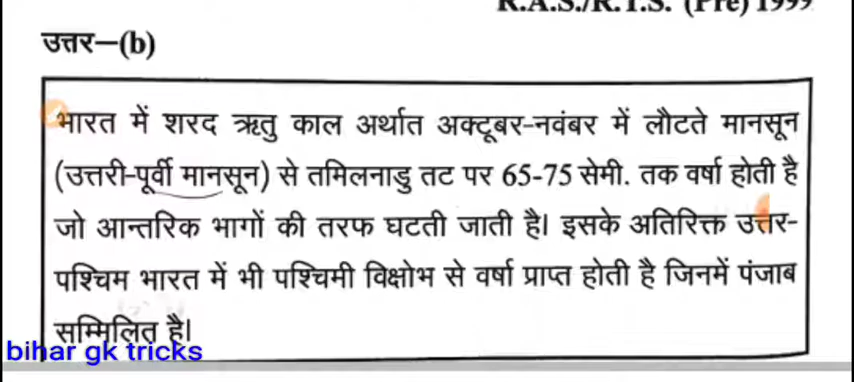 R.A.S./R.T.S. (Pre) 1999
उत्तर–(b)
भारत में शरद ऋतु काल अर्थात अक्टूबर-नवंबर में लौटते मानसून
(उत्तरी-पूर्वी मानसून) से तमिलनाडु तट पर 65-75 सेमी. तक वर्षा होती है
जो आन्तरिक भागों की तरफ घटती जाती है। इसके अतिरिक्त उत्तर-
पश्चिम भारत में भी पश्चिमी विक्षोभ से वर्षा प्राप्त होती है जिनमें पंजाब
सम्मिलित है।
bihar gk tricks